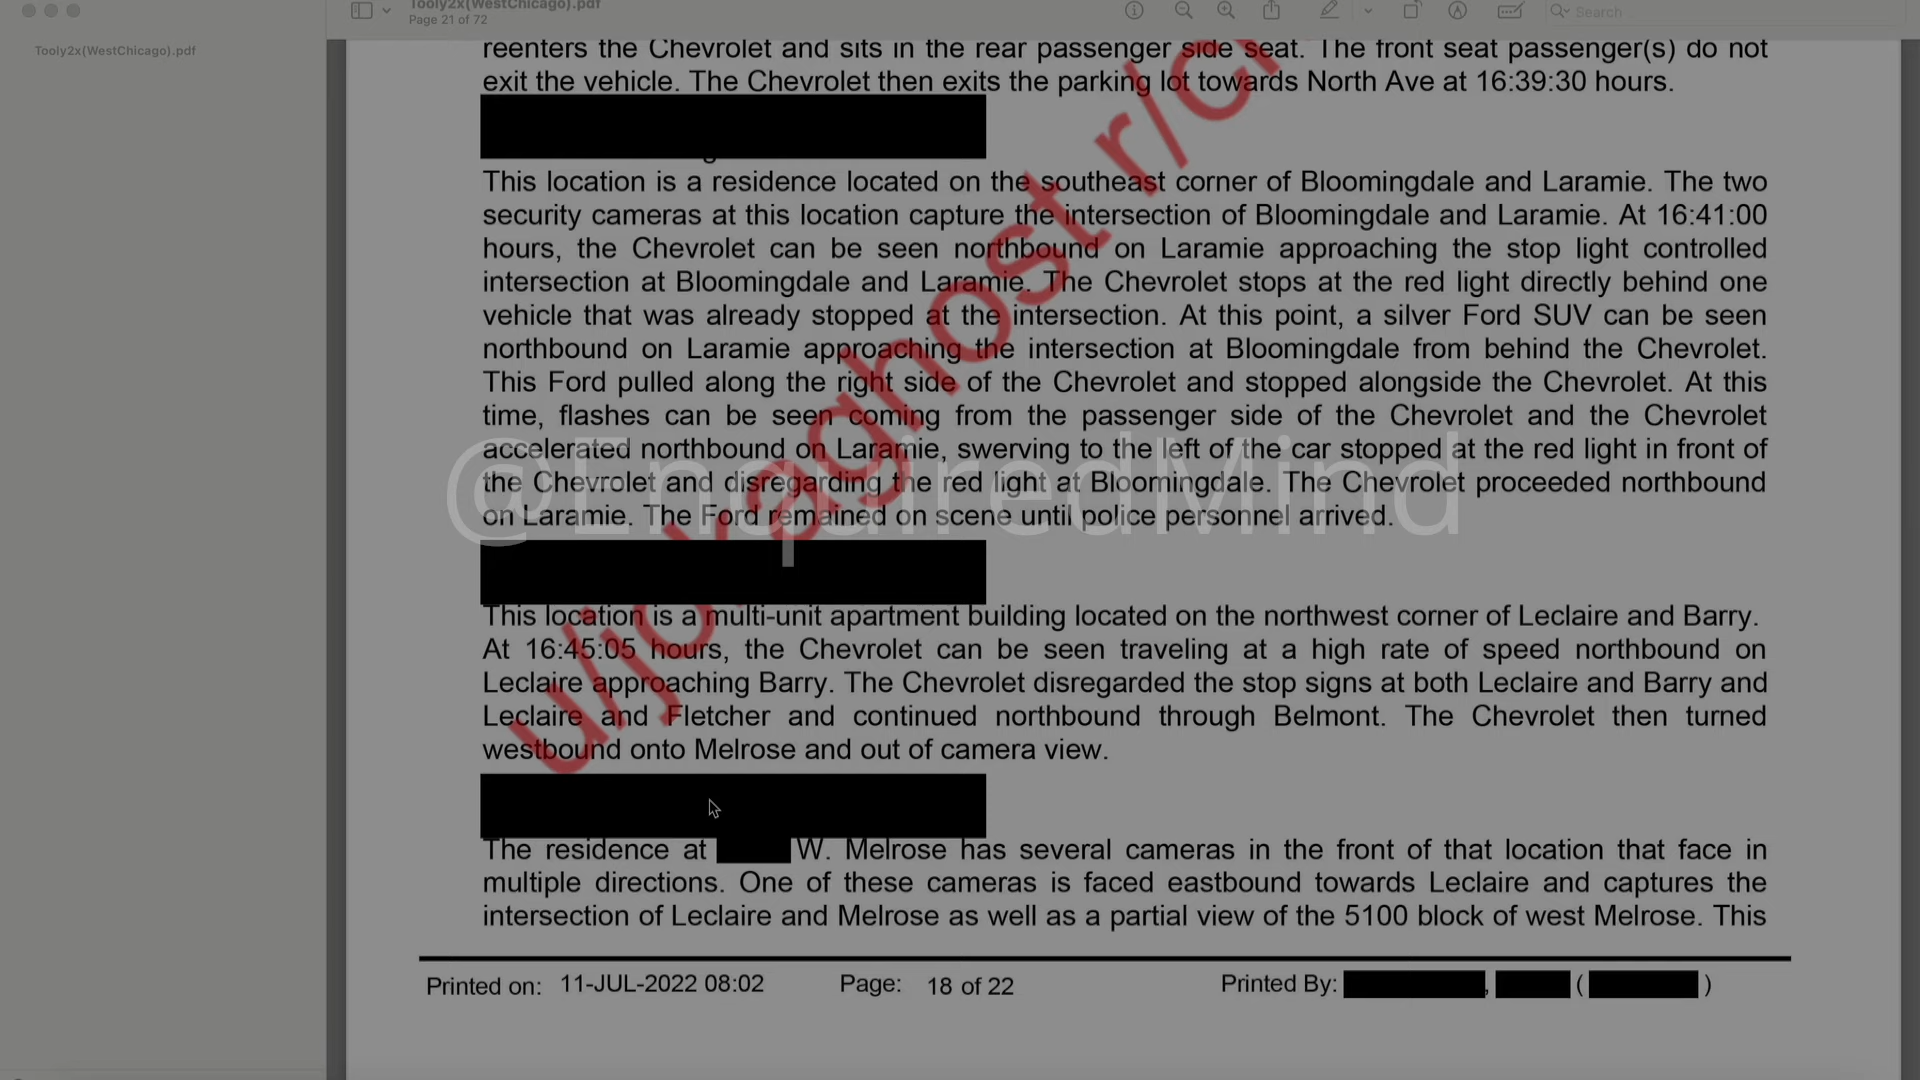 Tooly2x(WestChicago).pdf
Page 21 of 72
Search
Tooly2x(WestChicago).pdf
reenters the Chevrolet and sits in the rear passenger side seat. The front seat passenger(s) do not
exit the vehicle. The Chevrolet then exits the parking lot towards North Ave at 16:39:30 hours.
This location is a residence located on the southeast corner of Bloomingdale and Laramie. The two
security cameras at this location capture the intersection of Bloomingdale and Laramie. At 16:41:00
hours, the Chevrolet can be seen northbound on Laramie approaching the stop light controlled
intersection at Bloomingdale and Laramie. The Chevrolet stops at the red light directly behind one
vehicle that was already stopped at the intersection. At this point, a silver Ford SUV can be seen
northbound on Laramie approaching the intersection at Bloomingdale from behind the Chevrolet.
This Ford pulled along the right side of the Chevrolet and stopped alongside the Chevrolet. At this
time, flashes can be seen coming from the passenger side of the Chevrolet and the Chevrolet
accelerated northbound on Laramie, swerving to the left of the car stopped at the red light in front of
the Chevrolet and disregarding the red light at Bloomingdale. The Chevrolet proceeded northbound
on Laramie. The Ford remained on scene until police personnel arrived.
@EnquiredMind
This location is a multi-unit apartment building located on the northwest corner of Leclaire and Barry.
At 16:45:05 hours, the Chevrolet can be seen traveling at a high rate of speed northbound on
Leclaire approaching Barry. The Chevrolet disregarded the stop signs at both Leclaire and Barry and
Leclaire and Fletcher and continued northbound through Belmont. The Chevrolet then turned
westbound onto Melrose and out of camera view.
The residence at W. Melrose has several cameras in the front of that location that face in
multiple directions. One of these cameras is faced eastbound towards Leclaire and captures the
intersection of Leclaire and Melrose as well as a partial view of the 5100 block of west Melrose. This
Printed on: 11-JUL-2022 08:02 Page: 18 of 22 Printed By: , ( )